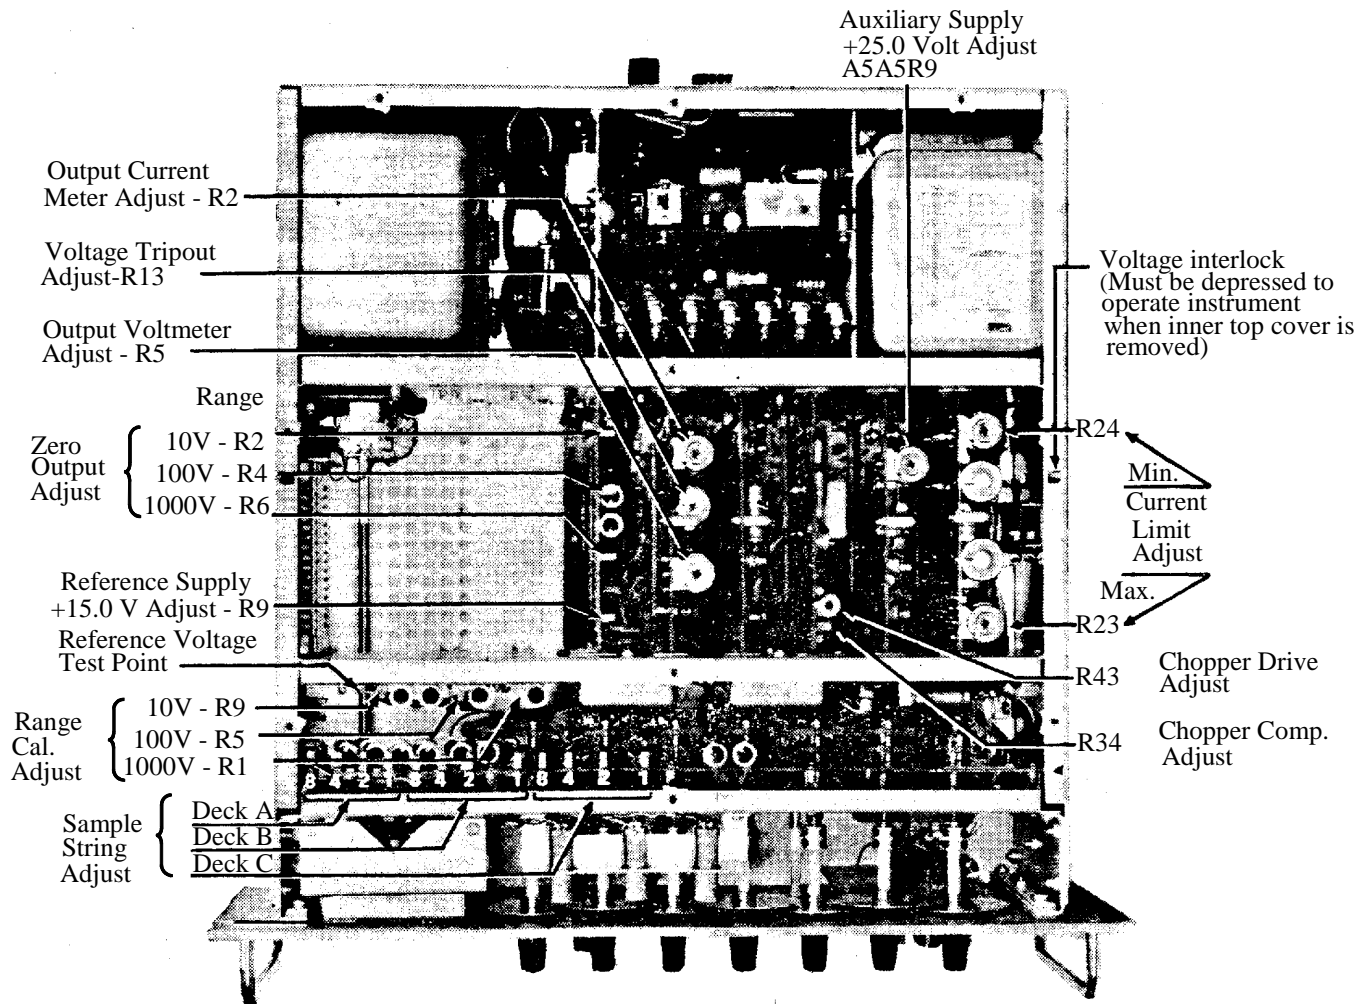 Auxiliary Supply
+25.0 Volt Adjust
A5A5R9
Output Current
Meter Adjust - R2
Voltage Tripout
Adjust-R13
Output Voltmeter
Adjust - R5
Range
Zero
Output
Adjust
10V - R2
100V - R4
1000V - R6
Reference Supply
+15.0 V Adjust - R9
Reference Voltage
Test Point
Range
Cal.
Adjust
10V - R9
100V - R5
1000V - R1
Sample
String
Adjust
Deck A
Deck B
Deck C
8 4 2 1 8 4 2 1 8 4 2 1
Voltage interlock
(Must be depressed to
operate instrument
when inner top cover is
removed)
R24
Min.
Current
Limit
Adjust
Max.
R23
R43
Chopper Drive
Adjust
R34
Chopper Comp.
Adjust